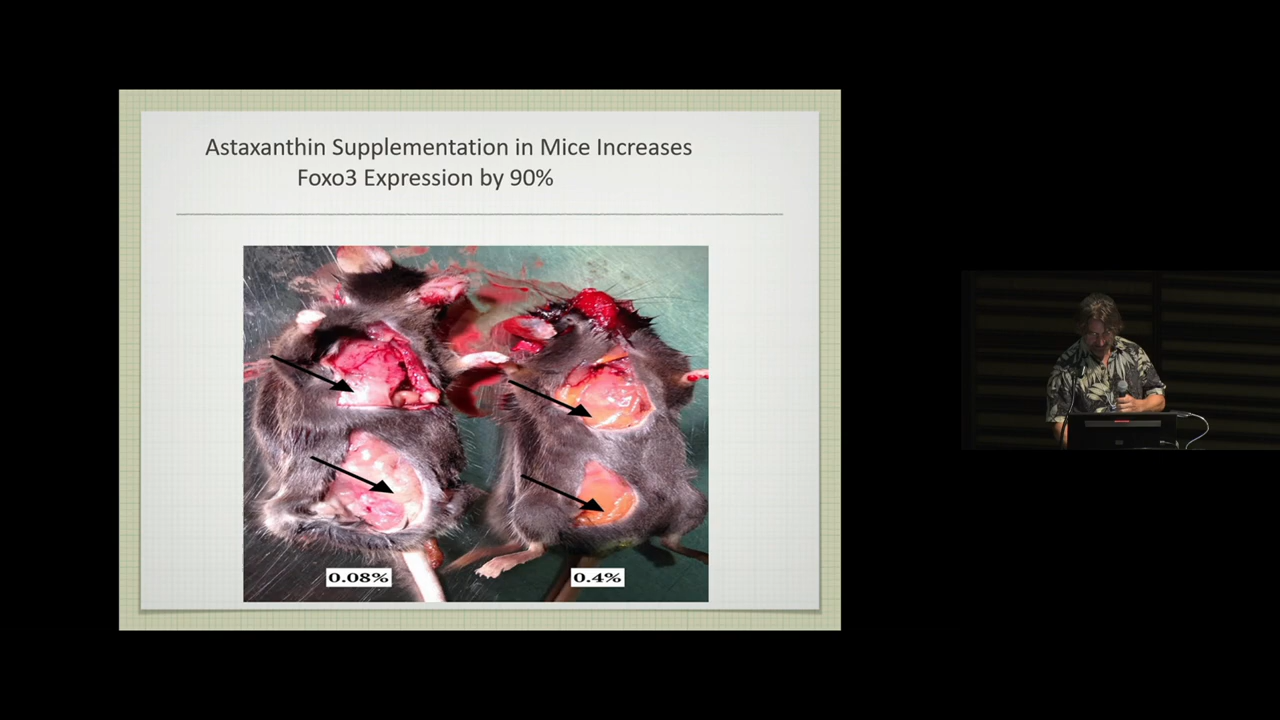 Astaxanthin Supplementation in Mice Increases
Foxo3 Expression by 90%
0.08%
0.4%